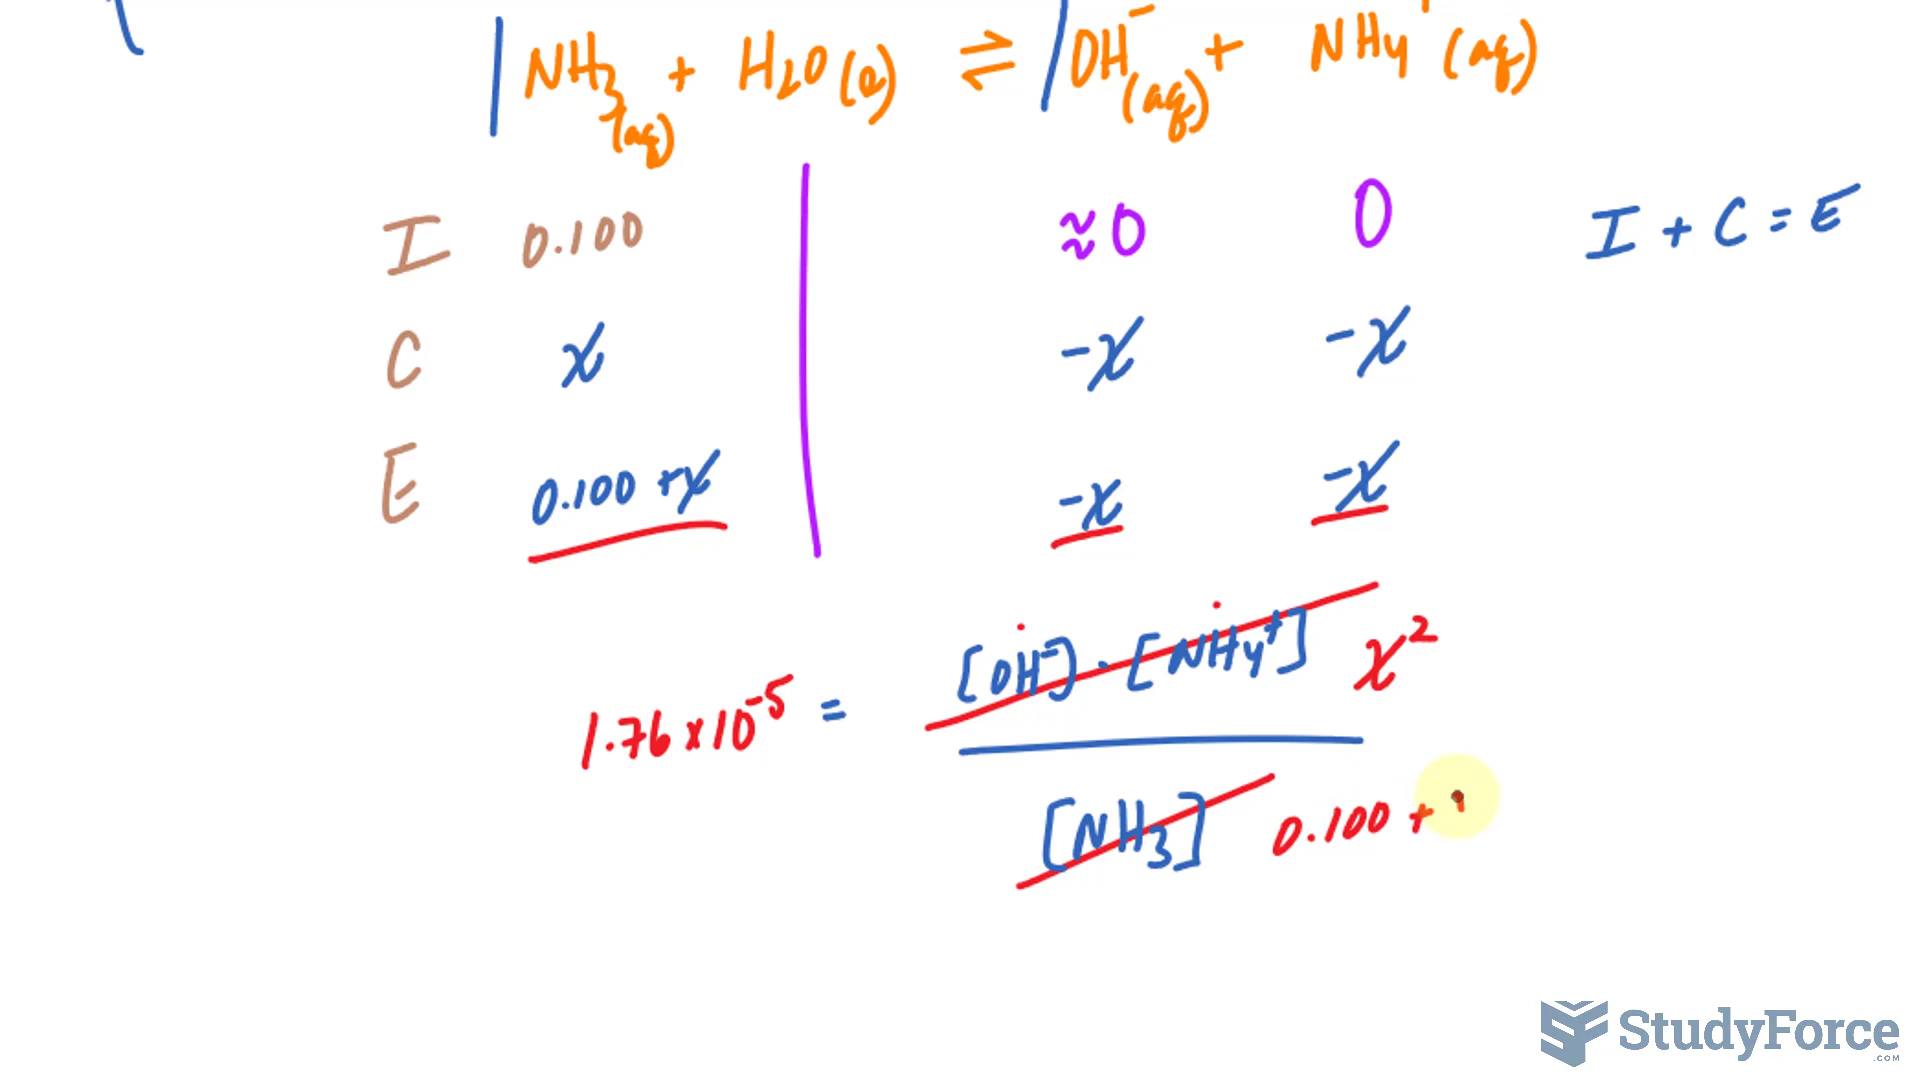 NH3(aq) + H2O(l) ⇌ OH⁻(aq) + NH4⁺(aq)
I 0.100 ≈0 0 I + C = E
C x -x -x
E 0.100 + x -x -x
1.76×10⁻⁵ = [OH⁻]·[NH4⁺] x²
[NH3] 0.100 +
StudyForce
.COM